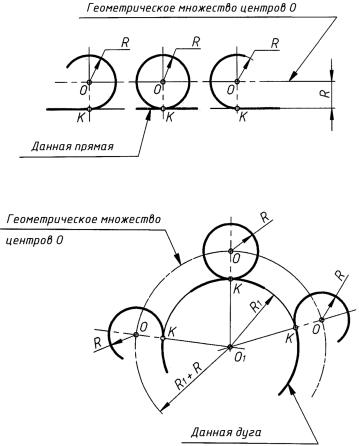 Геометрическое множество центров O
R
R
R
O
O
O
R
K
K
K
Данная прямая
Геометрическое множество
центров O
R
O
R
K
O
K
R₁
K
O
R
O₁
R₁+R
Данная дуга